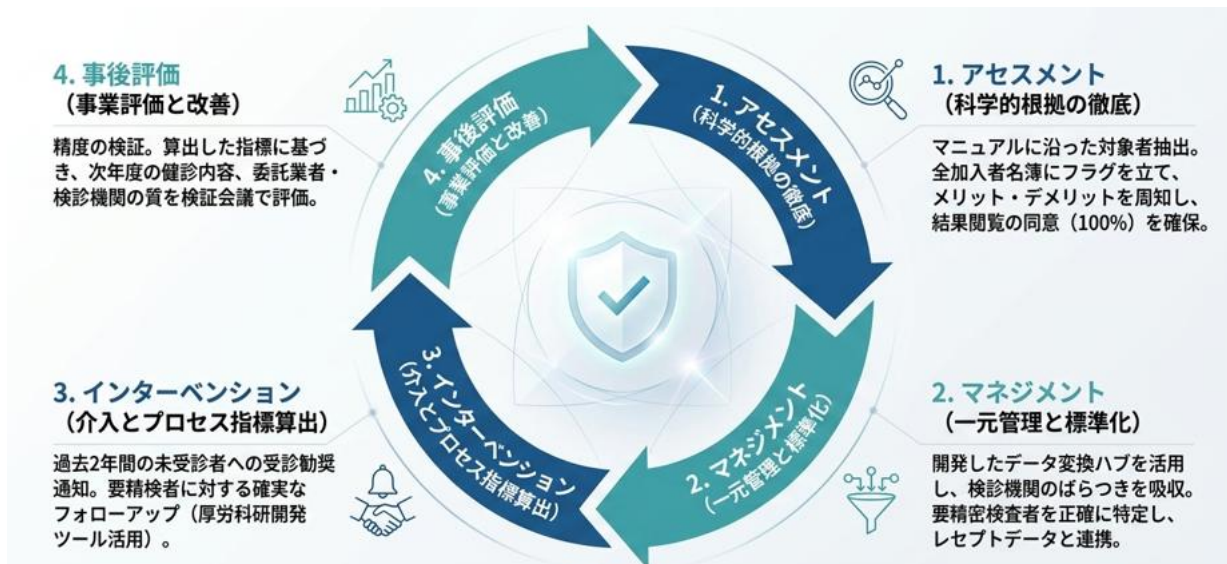 4. 事後評価
（事業評価と改善）
精度の検証。算出した指標に基づ
き、次年度の健診内容、委託業者・
検診機関の質を検証会議で評価。
1. アセスメント
（科学的根拠の徹底）
マニュアルに沿った対象者抽出。
全加入者名簿にフラグを立て、
メリット・デメリットを周知し、
結果閲覧の同意（100%）を確保。
4. 事後評価
(事業評価と改善)
1. アセスメント
(科学的根拠の徹底)
3. インターベンション
(介入とプロセス指標算出)
2. マネジメント
(一元管理と標準化)
3. インターベンション
（介入とプロセス指標算出）
過去2年間の未受診者への受診勧奨
通知。要精検者に対する確実な
フォローアップ（厚労科研開発
ツール活用）。
2. マネジメント
（一元管理と標準化）
開発したデータ変換ハブを活用
し、検診機関のばらつきを吸収。
要精密検査者を正確に特定し、
レセプトデータと連携。